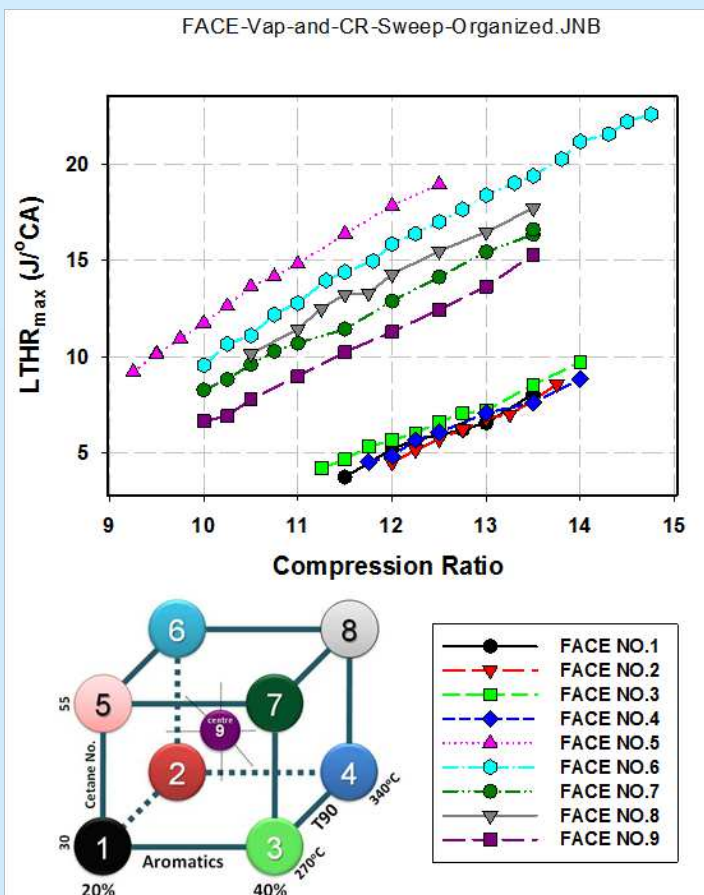 FACE-Vap-and-CR-Sweep-Organized.JNB
LTHRmax (J/°CA)
20
15
10
5
9 10 11 12 13 14 15
Compression Ratio
6
8
5
7
centre
9
2
4
1
3
55
Cetane No.
30
Aromatics
20%
40%
T90
270°C
340°C
FACE NO.1
FACE NO.2
FACE NO.3
FACE NO.4
FACE NO.5
FACE NO.6
FACE NO.7
FACE NO.8
FACE NO.9